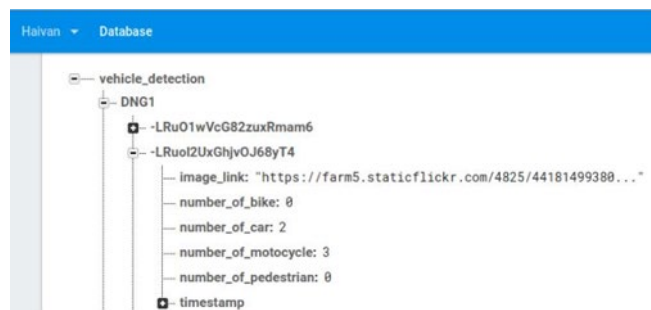 Haivan Database
vehicle_detection
DNG1
-LRuO1wVcG82zuxRmam6
-LRuoI2UxGhjvOJ68yT4
image_link: "https://farm5.staticflickr.com/4825/44181499380..."
number_of_bike: 0
number_of_car: 2
number_of_motocycle: 3
number_of_pedestrian: 0
timestamp